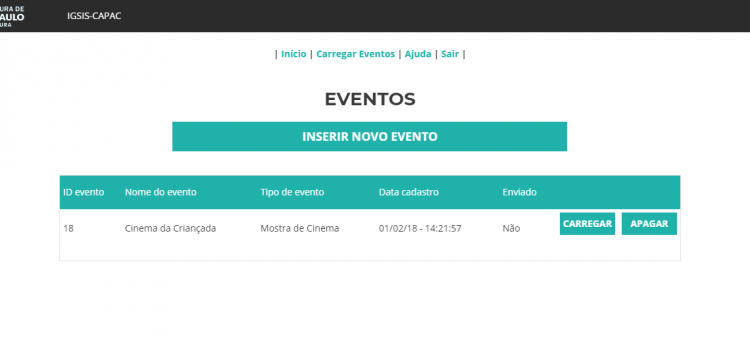 URA DE
PAULO
URA
IGSIS-CAPAC
| Início | Carregar Eventos | Ajuda | Sair |
EVENTOS
INSERIR NOVO EVENTO
ID evento Nome do evento Tipo de evento Data cadastro Enviado
18 Cinema da Criançada Mostra de Cinema 01/02/18 - 14:21:57 Não CARREGAR APAGAR